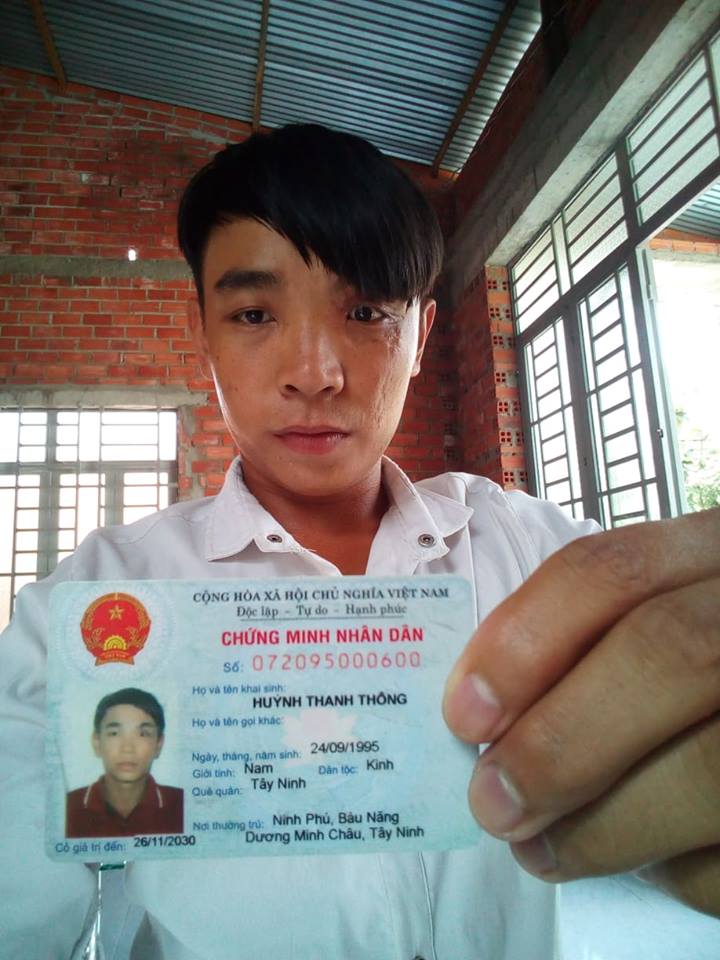 CỘNG HÒA XÃ HỘI CHỦ NGHĨA VIỆT NAM
Độc lập – Tự do – Hạnh phúc
CHỨNG MINH NHÂN DÂN
Số: 072095000600
Họ và tên khai sinh:
HUỲNH THANH THÔNG
Họ và tên gọi khác:
Ngày, tháng, năm sinh: 24/09/1995
Giới tính: Nam Dân tộc: Kinh
Quê quán: Tây Ninh
Nơi thường trú: Ninh Phú, Bàu Năng
Dương Minh Châu, Tây Ninh
Có giá trị đến: 26/11/2030